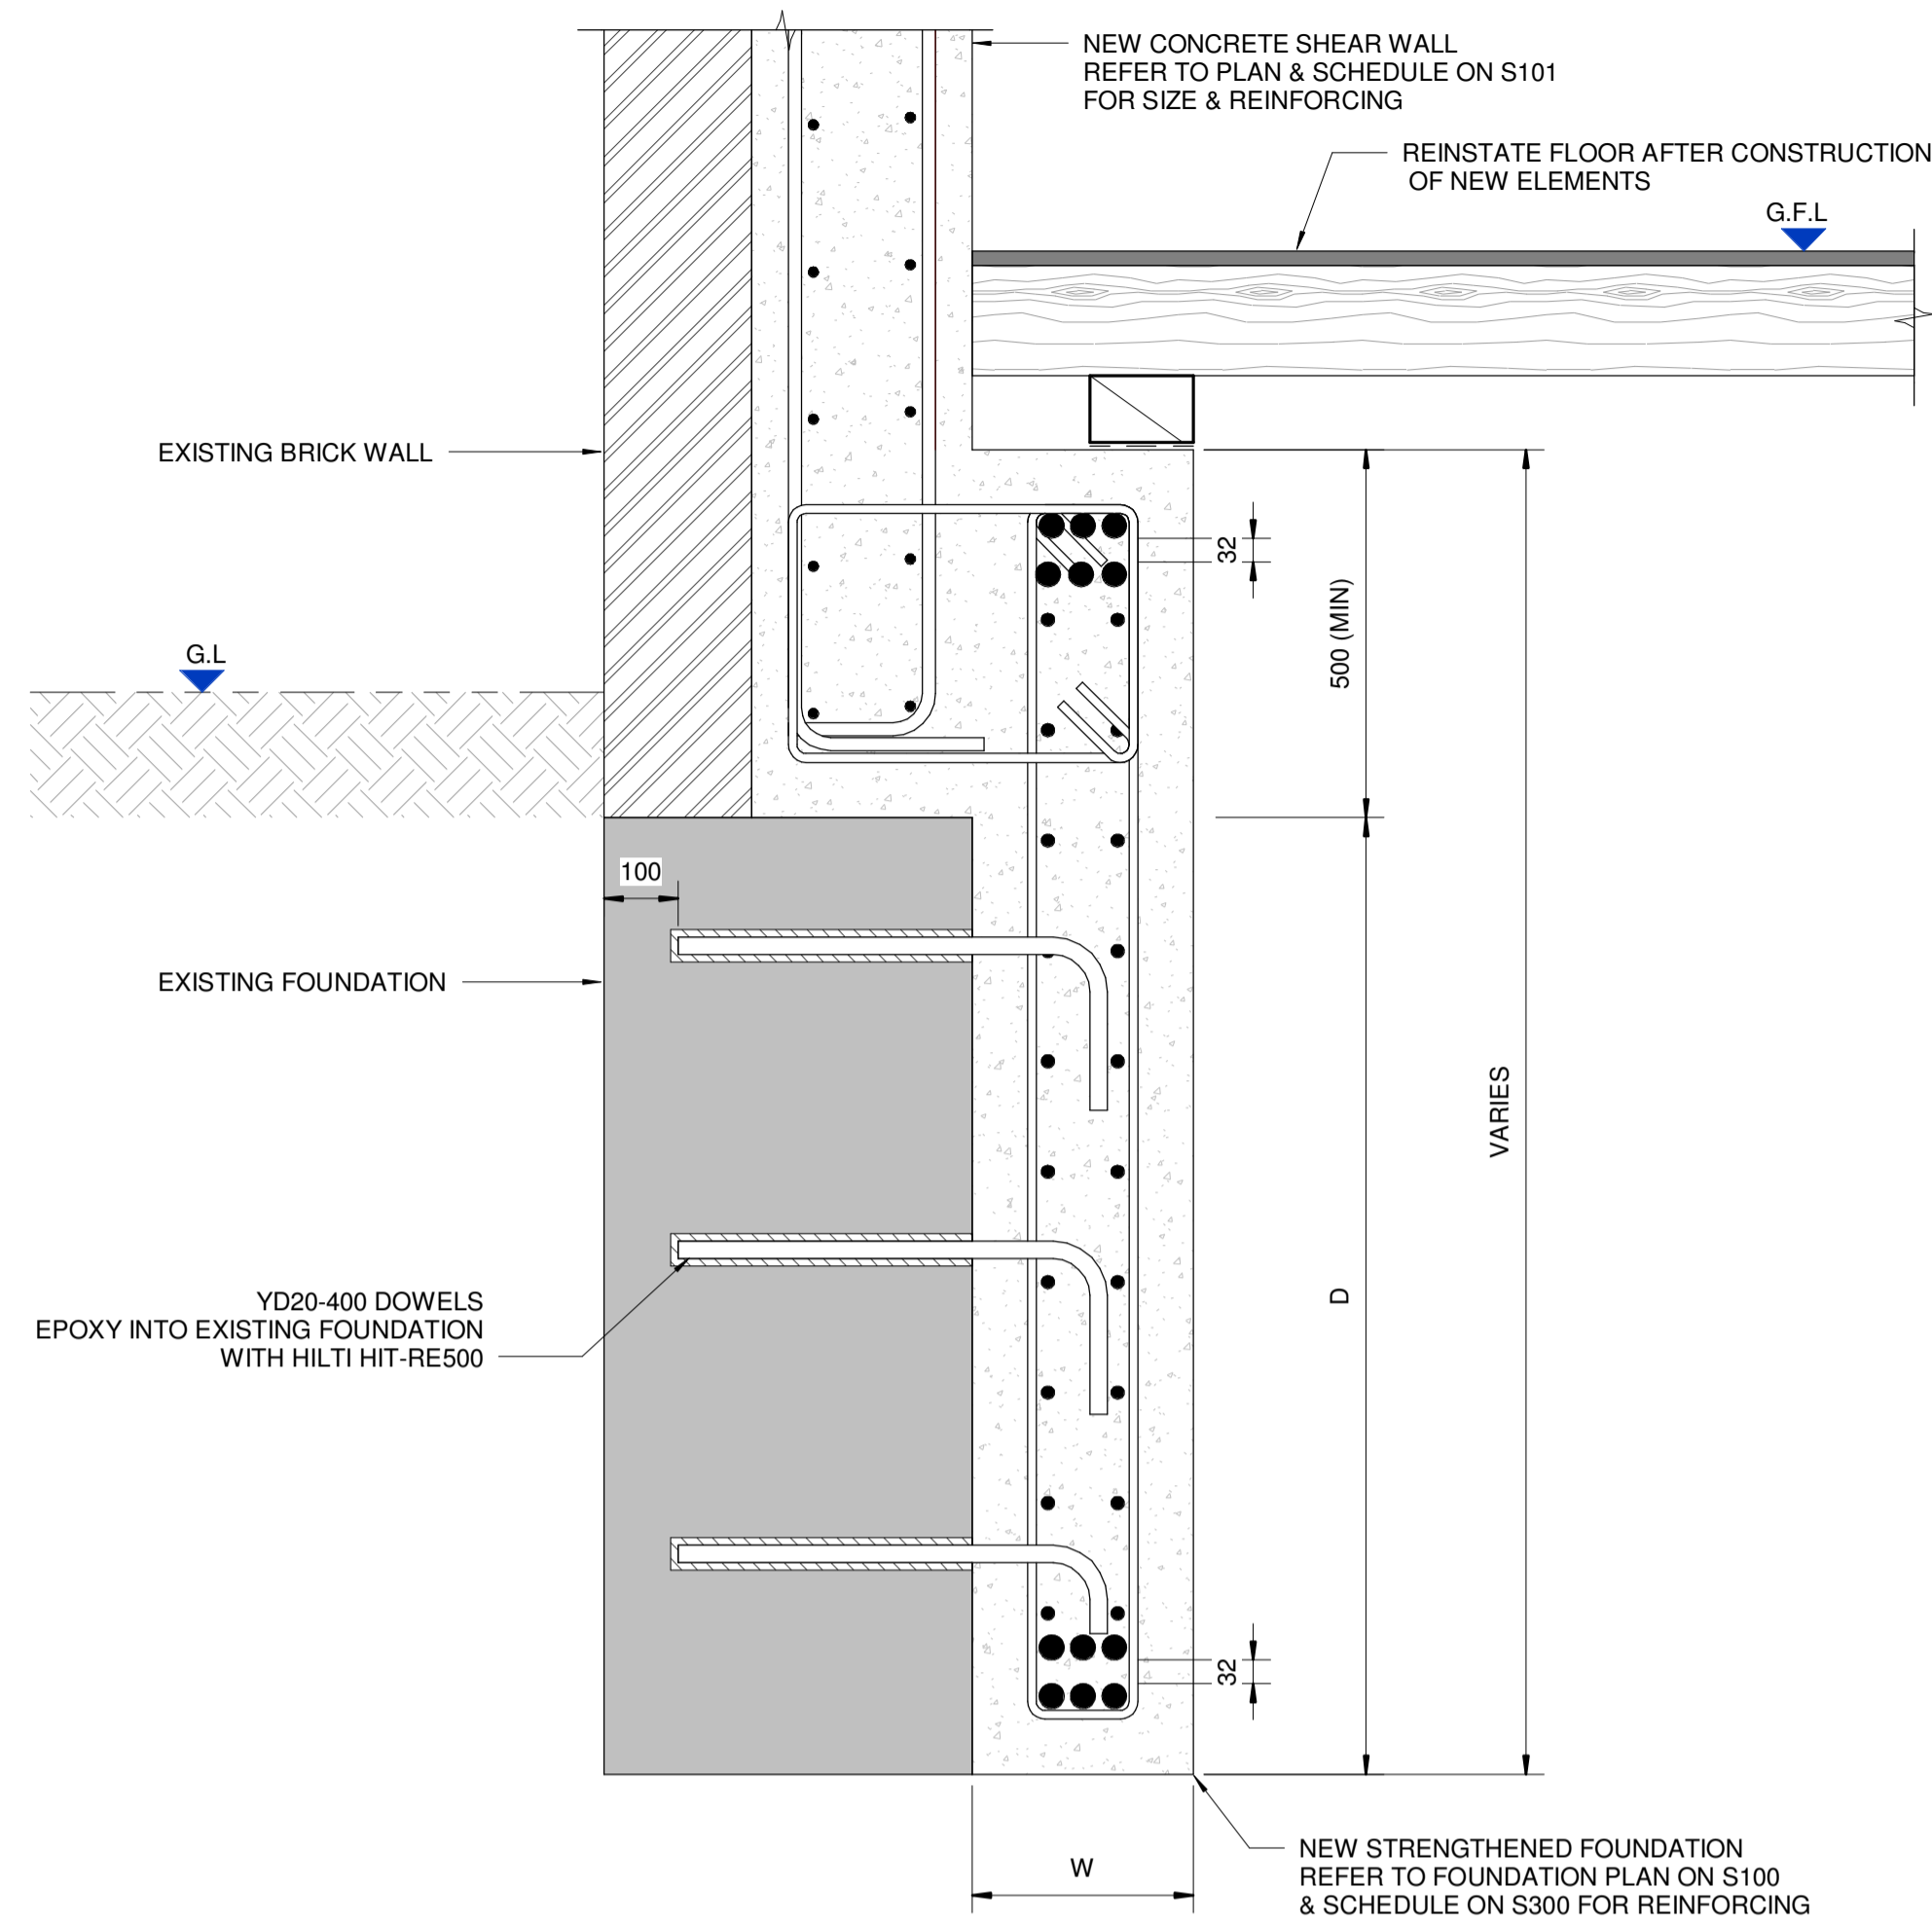 NEW CONCRETE SHEAR WALL
REFER TO PLAN & SCHEDULE ON S101
FOR SIZE & REINFORCING
REINSTATE FLOOR AFTER CONSTRUCTION
OF NEW ELEMENTS
G.F.L
EXISTING BRICK WALL
32
500 (MIN)
G.L
100
EXISTING FOUNDATION
VARIES
D
YD20-400 DOWELS
EPOXY INTO EXISTING FOUNDATION
WITH HILTI HIT-RE500
32
W
NEW STRENGTHENED FOUNDATION
REFER TO FOUNDATION PLAN ON S100
& SCHEDULE ON S300 FOR REINFORCING